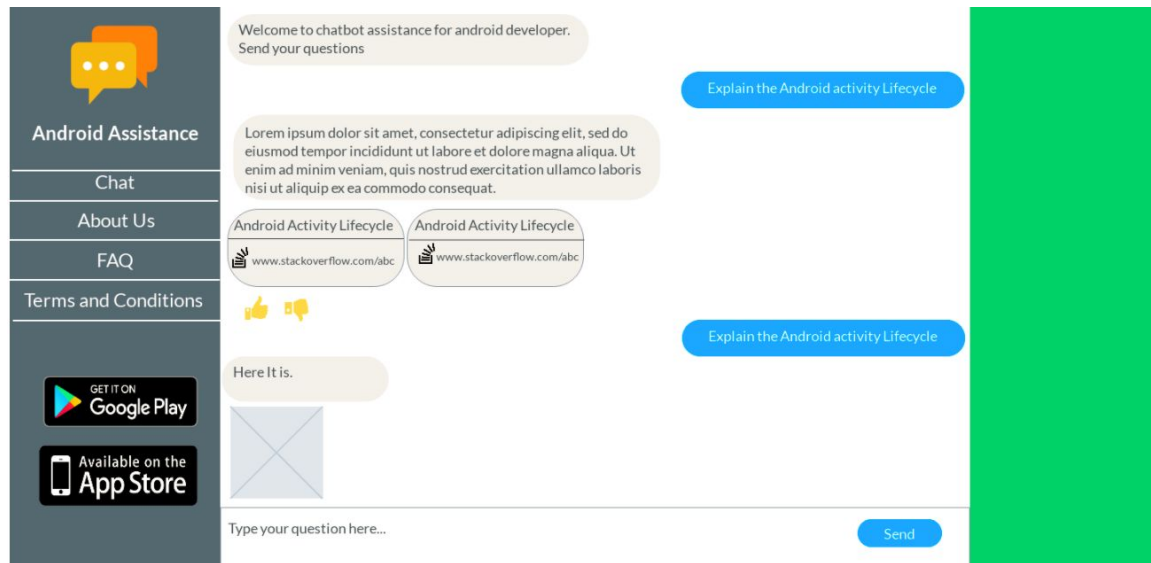 Android Assistance
Chat
About Us
FAQ
Terms and Conditions
GET IT ON
Google Play
Available on the
App Store
Welcome to chatbot assistance for android developer.
Send your questions
Explain the Android activity Lifecycle
Lorem ipsum dolor sit amet, consectetur adipiscing elit, sed do
eiusmod tempor incididunt ut labore et dolore magna aliqua. Ut
enim ad minim veniam, quis nostrud exercitation ullamco laboris
nisi ut aliquip ex ea commodo consequat.
Android Activity Lifecycle
www.stackoverflow.com/abc
Android Activity Lifecycle
www.stackoverflow.com/abc
Explain the Android activity Lifecycle
Here It is.
Type your question here...
Send